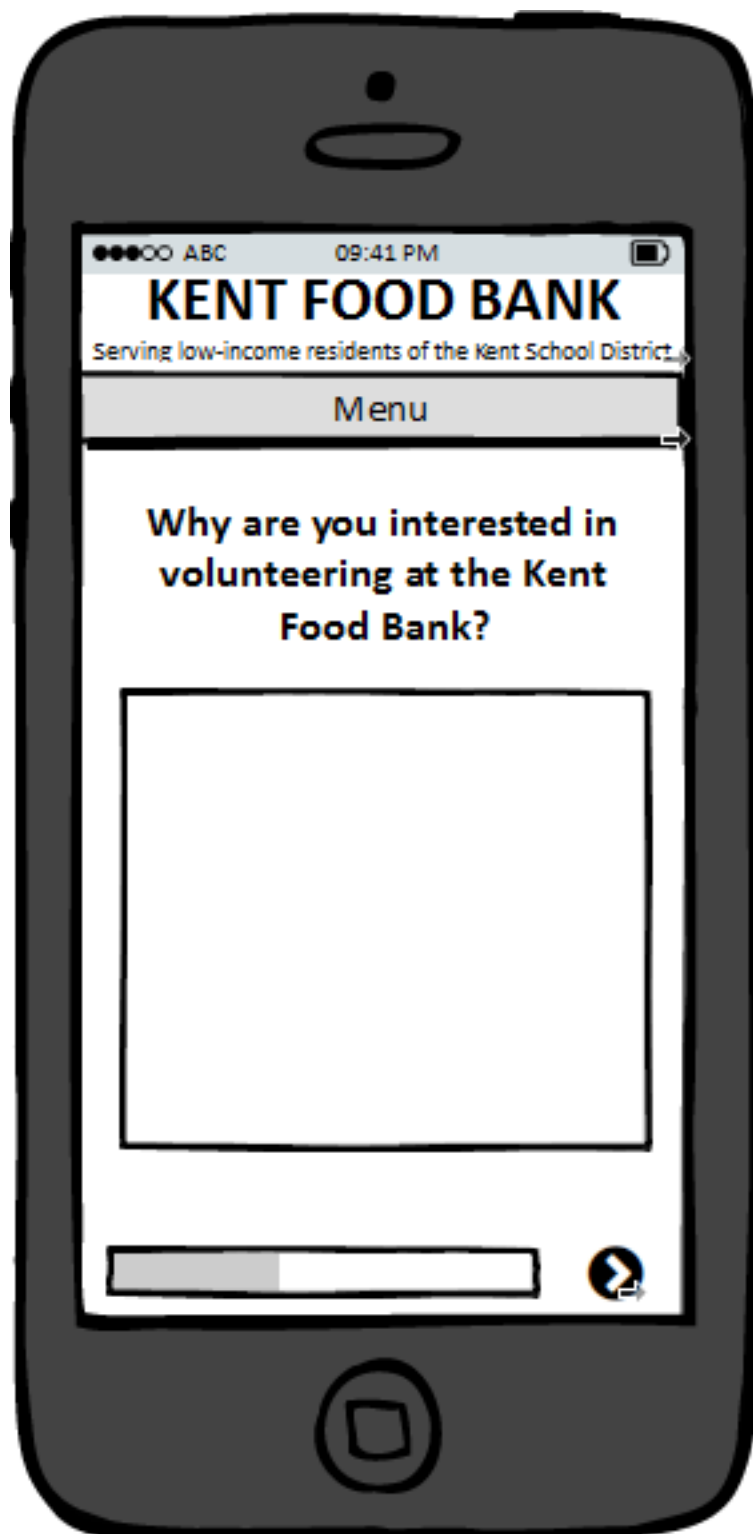 ABC 09:41 PM
KENT FOOD BANK
Serving low-income residents of the Kent School District
Menu
Why are you interested in
volunteering at the Kent
Food Bank?